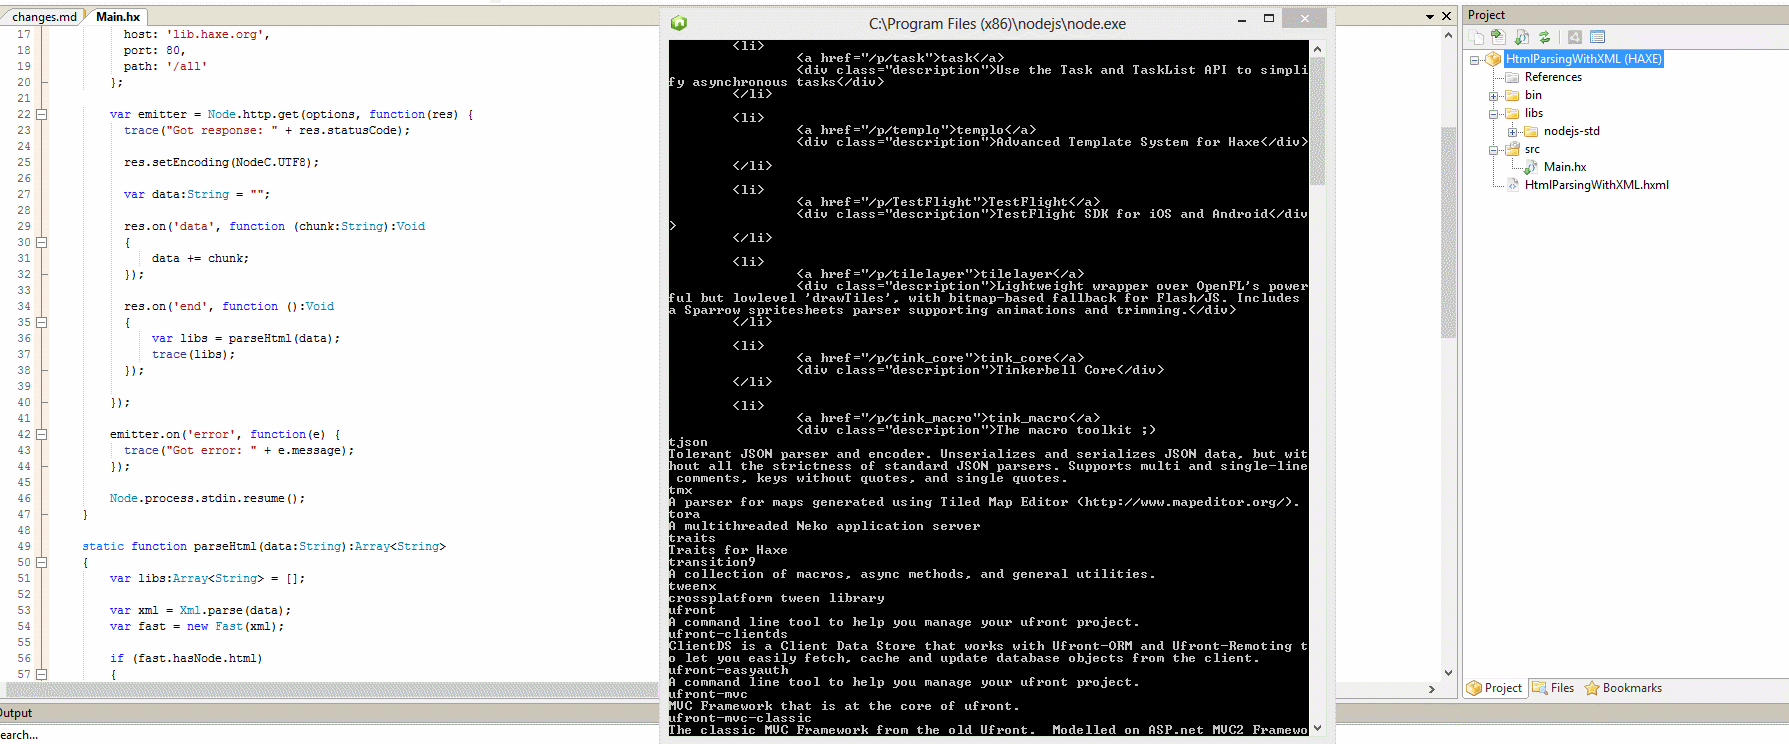 changes.md
Main.hx
17 host: 'lib.haxe.org',
18 port: 80,
19 path: '/all'
20 };
21
22 var emitter = Node.http.get(options, function(res) {
23 trace("Got response: " + res.statusCode);
24
25 res.setEncoding(NodeC.UTF8);
26
27 var data:String = "";
28
29 res.on('data', function (chunk:String):Void
30 {
31 data += chunk;
32 });
33
34 res.on('end', function ():Void
35 {
36 var libs = parseHtml(data);
37 trace(libs);
38 });
39
40 });
41
42 emitter.on('error', function(e) {
43 trace("Got error: " + e.message);
44 });
45
46 Node.process.stdin.resume();
47 }
48
49 static function parseHtml(data:String):Array<String>
50 {
51 var libs:Array<String> = [];
52
53 var xml = Xml.parse(data);
54 var fast = new Fast(xml);
55
56 if (fast.hasNode.html)
57 {
utput
earch...
C:\Program Files (x86)\nodejs\node.exe
<li>
<a href="/p/task">task</a>
<div class="description">Use the Task and TaskList API to simpli
fy asynchronous tasks</div>
</li>
<li>
<a href="/p/templo">templo</a>
<div class="description">Advanced Template System for Haxe</div>
</li>
<li>
<a href="/p/TestFlight">TestFlight</a>
<div class="description">TestFlight SDK for iOS and Android</div
>
</li>
<li>
<a href="/p/tilelayer">tilelayer</a>
<div class="description">Lightweight wrapper over OpenFL's power
ful but lowlevel 'drawTiles', with bitmap-based fallback for Flash/JS. Includes
a Sparrow spritesheets parser supporting animations and trimming.</div>
</li>
<li>
<a href="/p/tink_core">tink_core</a>
<div class="description">Tinkerbell Core</div>
</li>
<li>
<a href="/p/tink_macro">tink_macro</a>
<div class="description">The macro toolkit ;)
tjson
Tolerant JSON parser and encoder. Unserializes and serializes JSON data, but wit
hout all the strictness of standard JSON parsers. Supports multi and single-line
comments, keys without quotes, and single quotes.
tmx
A parser for maps generated using Tiled Map Editor (http://www.mapeditor.org/).
tora
A multithreaded Neko application server
traits
Traits for Haxe
transition9
A collection of macros, async methods, and general utilities.
tweenx
crossplatform tween library
ufront
A command line tool to help you manage your ufront project.
ufront-clientds
ClientDS is a Client Data Store that works with Ufront-ORM and Ufront-Remoting t
o let you easily fetch, cache and update database objects from the client.
ufront-easyauth
A command line tool to help you manage your ufront project.
ufront-mvc
MVC Framework that is at the core of ufront.
ufront-mvc-classic
The classic MVC Framework from the old Ufront.  Modelled on ASP.net MVC2 Framewo
Project
HtmlParsingWithXML (HAXE)
References
bin
libs
nodejs-std
src
Main.hx
HtmlParsingWithXML.hxml
Project
Files
Bookmarks